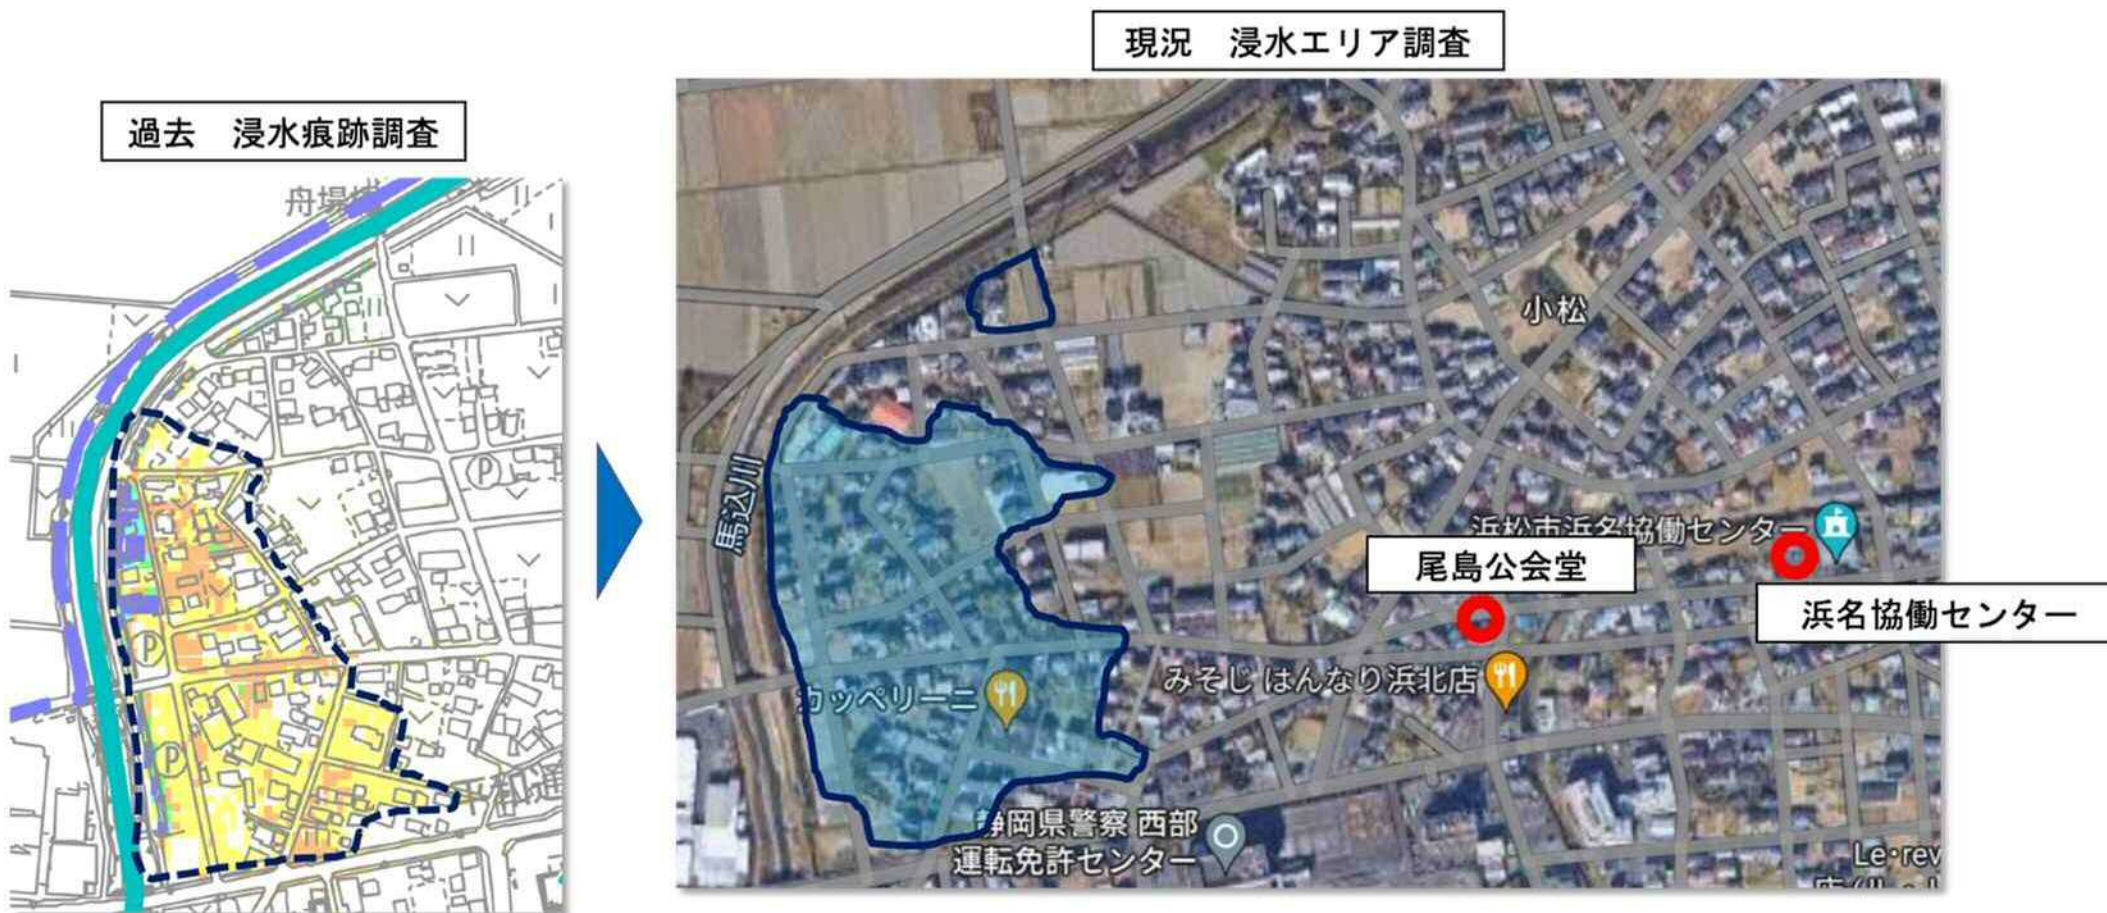 現況　浸水エリア調査
過去　浸水痕跡調査
P
P
P
小松
馬込川
浜松市浜名協働センター
尾島公会堂
浜名協働センター
みそじ はんなり浜北店
カッペリーニ
静岡県警察 西部
運転免許センター
Le・rev